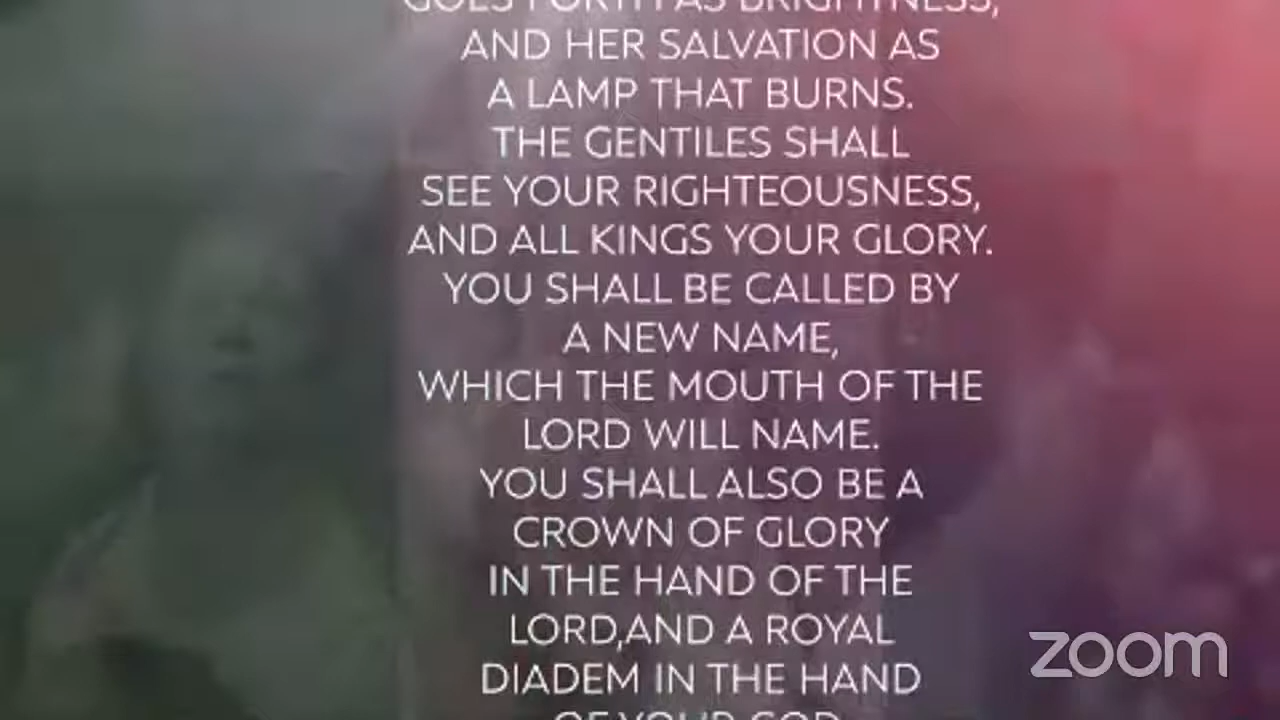 GOES FORTH AS BRIGHTNESS,
AND HER SALVATION AS
A LAMP THAT BURNS.
THE GENTILES SHALL
SEE YOUR RIGHTEOUSNESS,
AND ALL KINGS YOUR GLORY.
YOU SHALL BE CALLED BY
A NEW NAME,
WHICH THE MOUTH OF THE
LORD WILL NAME.
YOU SHALL ALSO BE A
CROWN OF GLORY
IN THE HAND OF THE
LORD,AND A ROYAL
DIADEM IN THE HAND
OF YOUR GOD
zoom